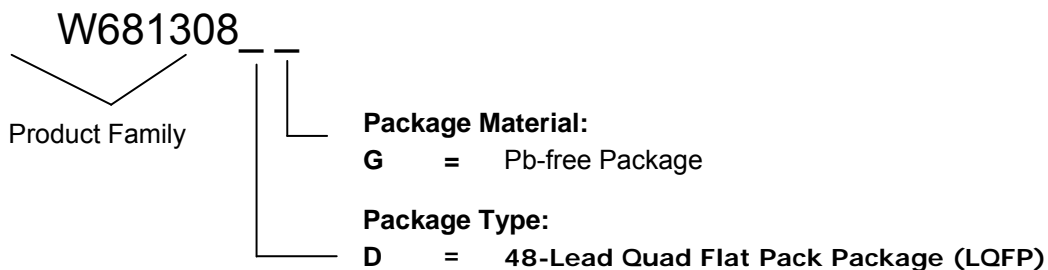 W681308_ _
Product Family
Package Material:
G = Pb-free Package
Package Type:
D = 48-Lead Quad Flat Pack Package (LQFP)